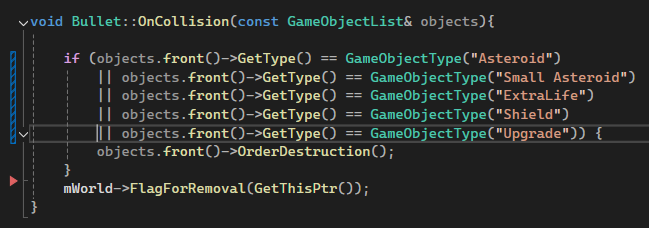 void Bullet::OnCollision(const GameObjectList& objects){
if (objects.front()->GetType() == GameObjectType("Asteroid")
|| objects.front()->GetType() == GameObjectType("Small Asteroid")
|| objects.front()->GetType() == GameObjectType("ExtraLife")
|| objects.front()->GetType() == GameObjectType("Shield")
|| objects.front()->GetType() == GameObjectType("Upgrade")) {
objects.front()->OrderDestruction();
}
mWorld->FlagForRemoval(GetThisPtr());
}